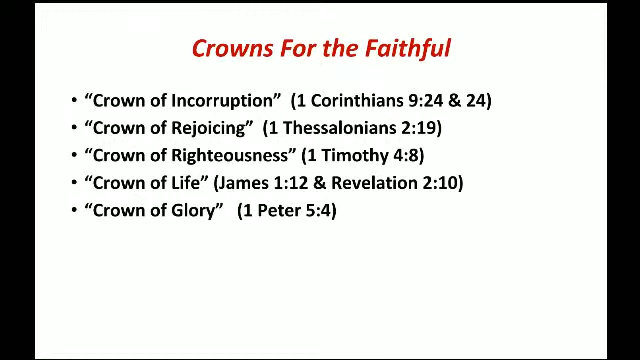 Crowns For the Faithful
• “Crown of Incorruption” (1 Corinthians 9:24 & 24)
• “Crown of Rejoicing” (1 Thessalonians 2:19)
• “Crown of Righteousness” (1 Timothy 4:8)
• “Crown of Life” (James 1:12 & Revelation 2:10)
• “Crown of Glory” (1 Peter 5:4)